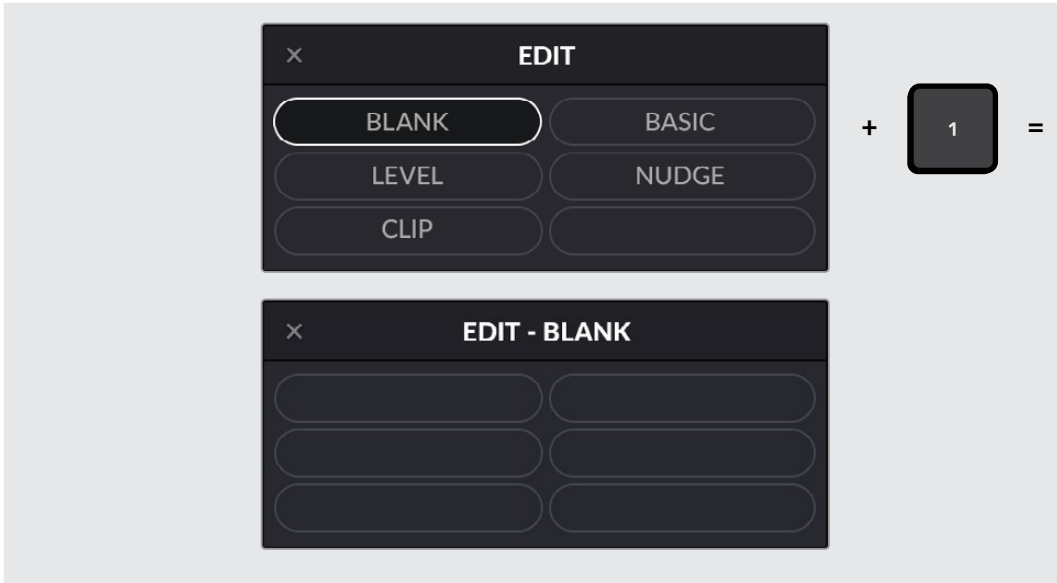 × EDIT
BLANK BASIC + 1 =
LEVEL NUDGE
CLIP
× EDIT - BLANK